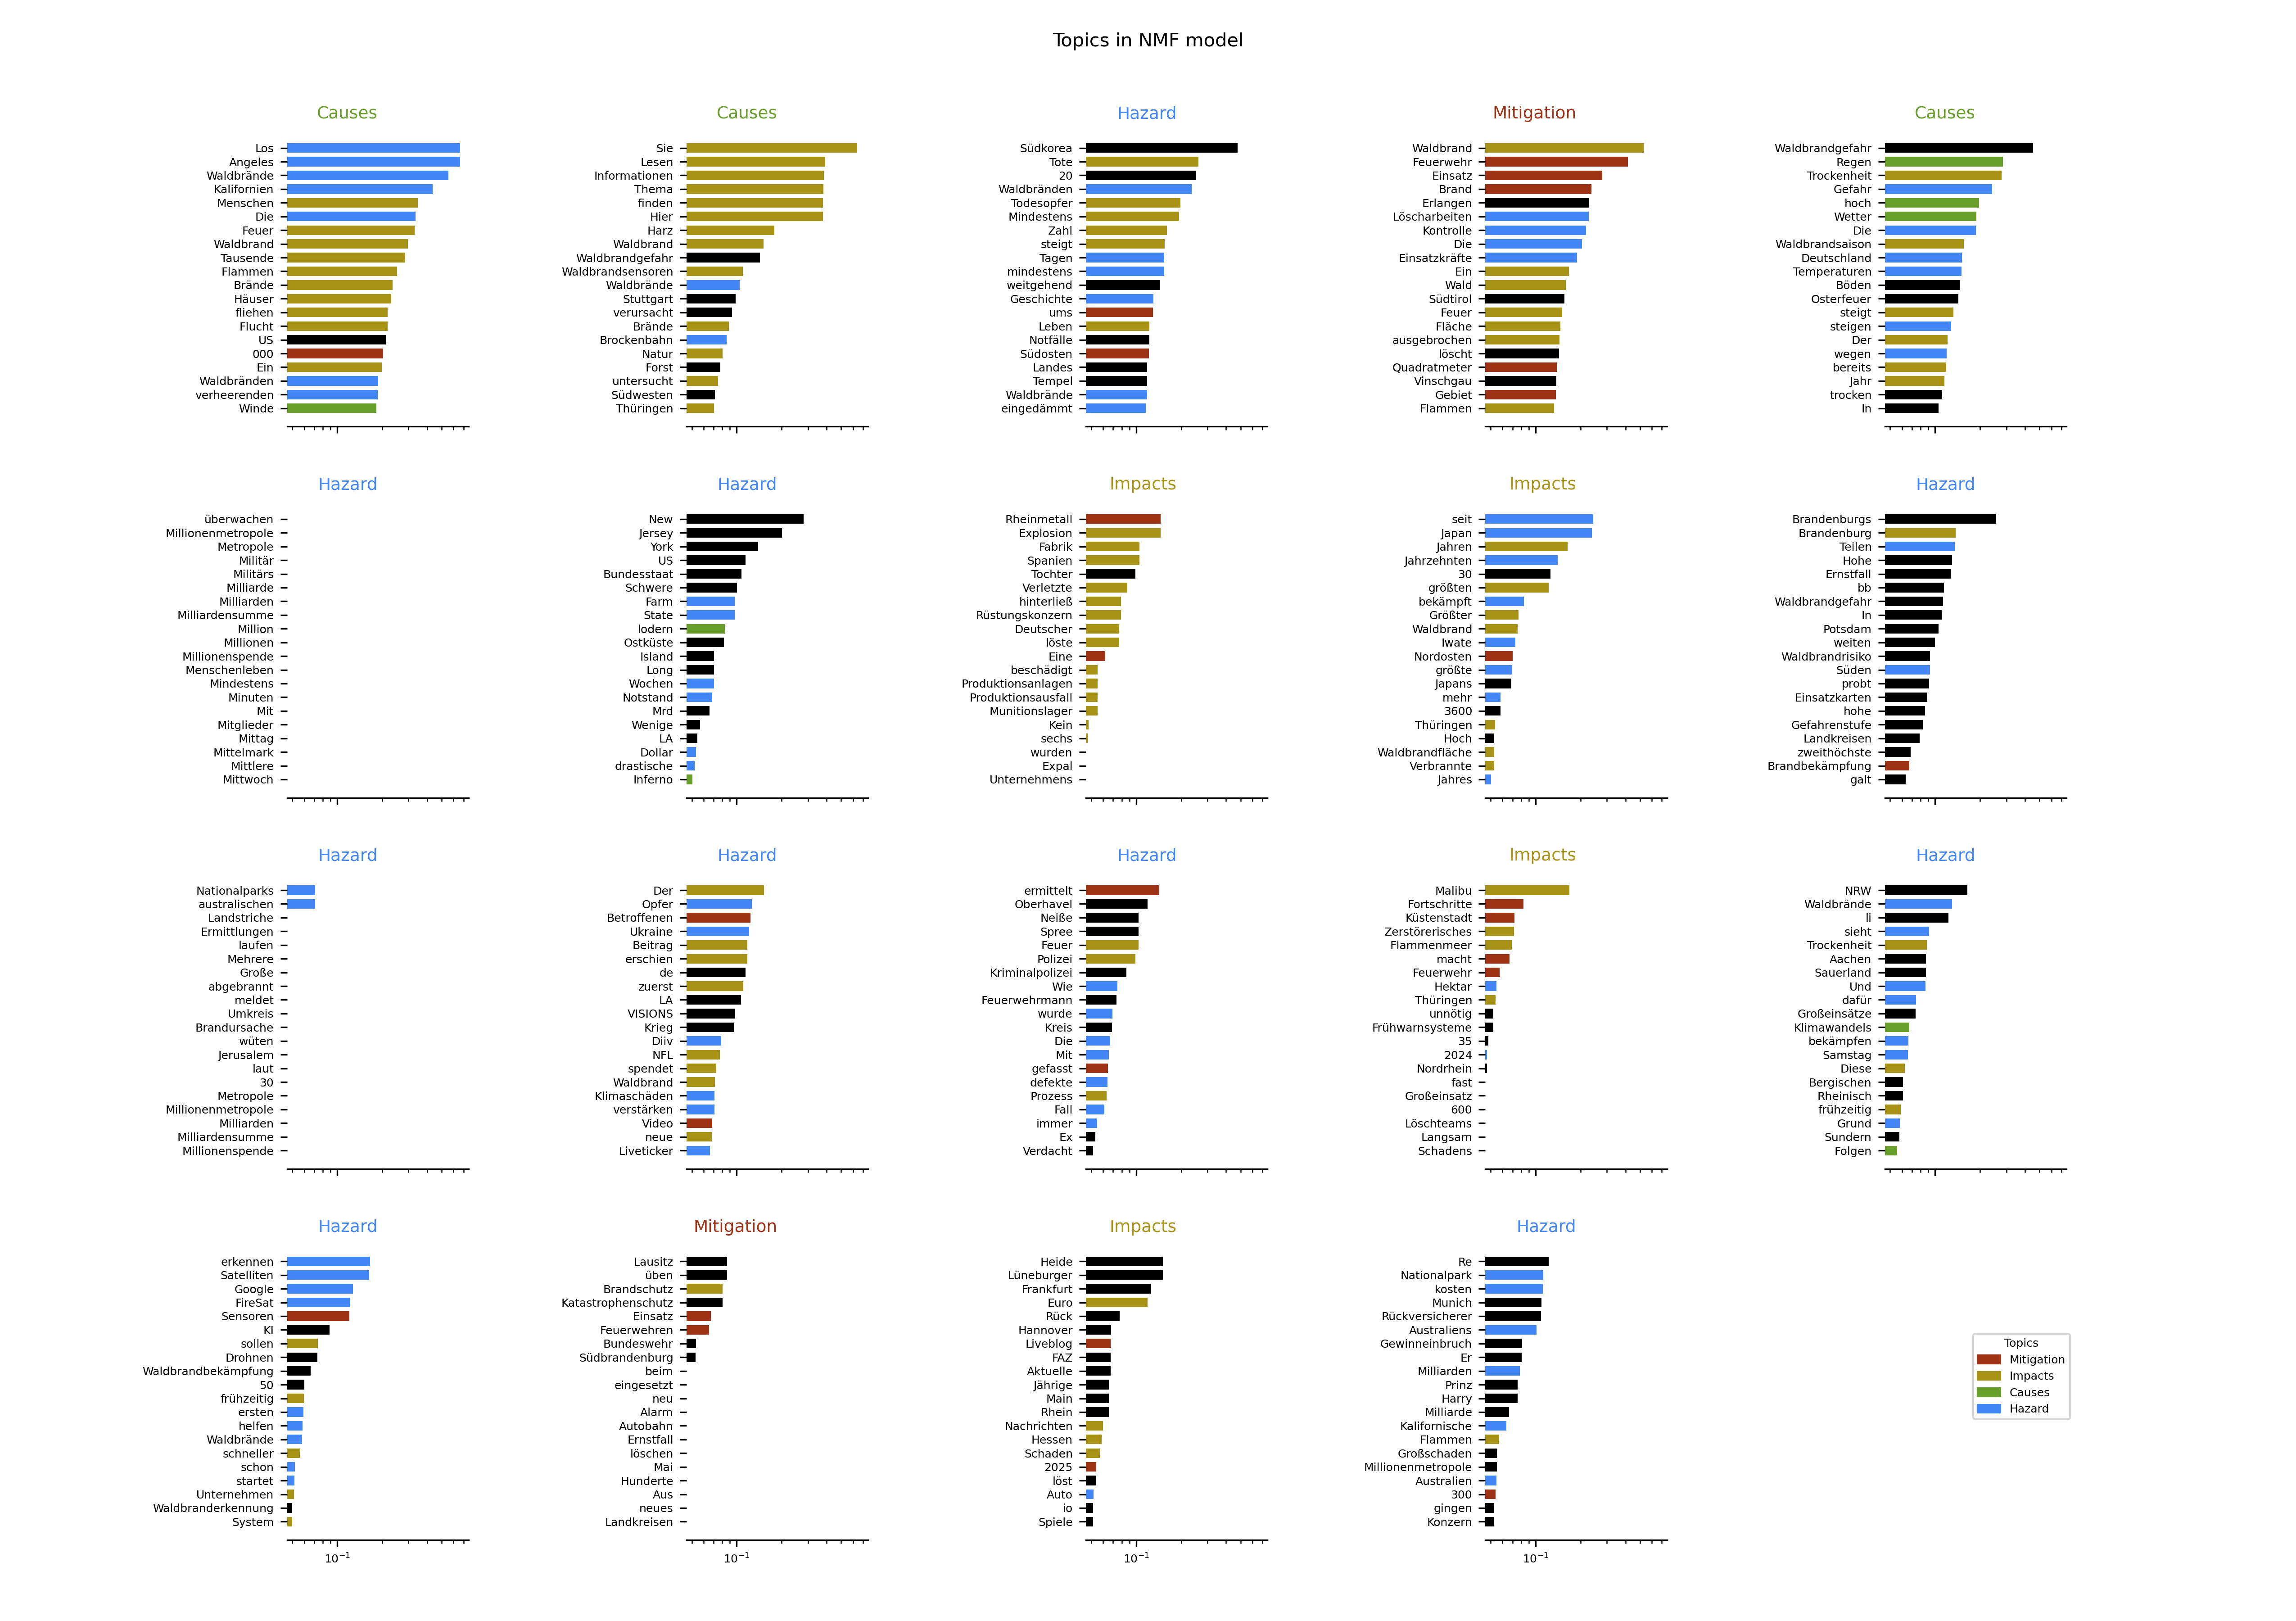 Topics in NMF model
Causes
Los
Angeles
Waldbrände
Kalifornien
Menschen
Die
Feuer
Waldbrand
Tausende
Flammen
Brände
Häuser
fliehen
Flucht
US
000
Ein
Waldbränden
verheerenden
Winde
Causes
Sie
Lesen
Informationen
Thema
finden
Hier
Harz
Waldbrand
Waldbrandgefahr
Waldbrandsensoren
Waldbrände
Stuttgart
verursacht
Brände
Brockenbahn
Natur
Forst
untersucht
Südwesten
Thüringen
Hazard
Südkorea
Tote
20
Waldbränden
Todesopfer
Mindestens
Zahl
steigt
Tagen
mindestens
weitgehend
Geschichte
ums
Leben
Notfälle
Südosten
Landes
Tempel
Waldbrände
eingedämmt
Mitigation
Waldbrand
Feuerwehr
Einsatz
Brand
Erlangen
Löscharbeiten
Kontrolle
Die
Einsatzkräfte
Ein
Wald
Südtirol
Feuer
Fläche
ausgebrochen
löscht
Quadratmeter
Vinschgau
Gebiet
Flammen
Causes
Waldbrandgefahr
Regen
Trockenheit
Gefahr
hoch
Wetter
Die
Waldbrandsaison
Deutschland
Temperaturen
Böden
Osterfeuer
steigt
steigen
Der
wegen
bereits
Jahr
trocken
In
Hazard
überwachen
Millionenmetropole
Metropole
Militär
Militärs
Milliarde
Milliarden
Milliardensumme
Million
Millionen
Millionenspende
Menschenleben
Mindestens
Minuten
Mit
Mitglieder
Mittag
Mittelmark
Mittlere
Mittwoch
Hazard
New
Jersey
York
US
Bundesstaat
Schwere
Farm
State
lodern
Ostküste
Island
Long
Wochen
Notstand
Mrd
Wenige
LA
Dollar
drastische
Inferno
Impacts
Rheinmetall
Explosion
Fabrik
Spanien
Tochter
Verletzte
hinterließ
Rüstungskonzern
Deutscher
löste
Eine
beschädigt
Produktionsanlagen
Produktionsausfall
Munitionslager
Kein
sechs
wurden
Expal
Unternehmens
Impacts
seit
Japan
Jahren
Jahrzehnten
30
größten
bekämpft
Größter
Waldbrand
Iwate
Nordosten
größte
Japans
mehr
3600
Thüringen
Hoch
Waldbrandfläche
Verbrannte
Jahres
Hazard
Brandenburgs
Brandenburg
Teilen
Hohe
Ernstfall
bb
Waldbrandgefahr
In
Potsdam
weiten
Waldbrandrisiko
Süden
probt
Einsatzkarten
hohe
Gefahrenstufe
Landkreisen
zweithöchste
Brandbekämpfung
galt
Hazard
Nationalparks
australischen
Landstriche
Ermittlungen
laufen
Mehrere
Große
abgebrannt
meldet
Umkreis
Brandursache
wüten
Jerusalem
laut
30
Metropole
Millionenmetropole
Milliarden
Milliardensumme
Millionenspende
Hazard
Der
Opfer
Betroffenen
Ukraine
Beitrag
erschien
de
zuerst
LA
VISIONS
Krieg
Diiv
NFL
spendet
Waldbrand
Klimaschäden
verstärken
Video
neue
Liveticker
Hazard
ermittelt
Oberhavel
Neiße
Spree
Feuer
Polizei
Kriminalpolizei
Wie
Feuerwehrmann
wurde
Kreis
Die
Mit
gefasst
defekte
Prozess
Fall
immer
Ex
Verdacht
Impacts
Malibu
Fortschritte
Küstenstadt
Zerstörerisches
Flammenmeer
macht
Feuerwehr
Hektar
Thüringen
unnötig
Frühwarnsysteme
35
2024
Nordrhein
fast
Großeinsatz
600
Löschteams
Langsam
Schadens
Hazard
NRW
Waldbrände
li
sieht
Trockenheit
Aachen
Sauerland
Und
dafür
Großeinsätze
Klimawandels
bekämpfen
Samstag
Diese
Bergischen
Rheinisch
frühzeitig
Grund
Sundern
Folgen
Hazard
erkennen
Satelliten
Google
FireSat
Sensoren
KI
sollen
Drohnen
Waldbrandbekämpfung
50
frühzeitig
ersten
helfen
Waldbrände
schneller
schon
startet
Unternehmen
Waldbranderkennung
System
10⁻¹
Mitigation
Lausitz
üben
Brandschutz
Katastrophenschutz
Einsatz
Feuerwehren
Bundeswehr
Südbrandenburg
beim
eingesetzt
neu
Alarm
Autobahn
Ernstfall
löschen
Mai
Hunderte
Aus
neues
Landkreisen
10⁻¹
Impacts
Heide
Lüneburger
Frankfurt
Euro
Rück
Hannover
Liveblog
FAZ
Aktuelle
Jährige
Main
Rhein
Nachrichten
Hessen
Schaden
2025
löst
Auto
io
Spiele
10⁻¹
Hazard
Re
Nationalpark
kosten
Munich
Rückversicherer
Australiens
Gewinneinbruch
Er
Milliarden
Prinz
Harry
Milliarde
Kalifornische
Flammen
Großschaden
Millionenmetropole
Australien
300
gingen
Konzern
10⁻¹
Topics
Mitigation
Impacts
Causes
Hazard